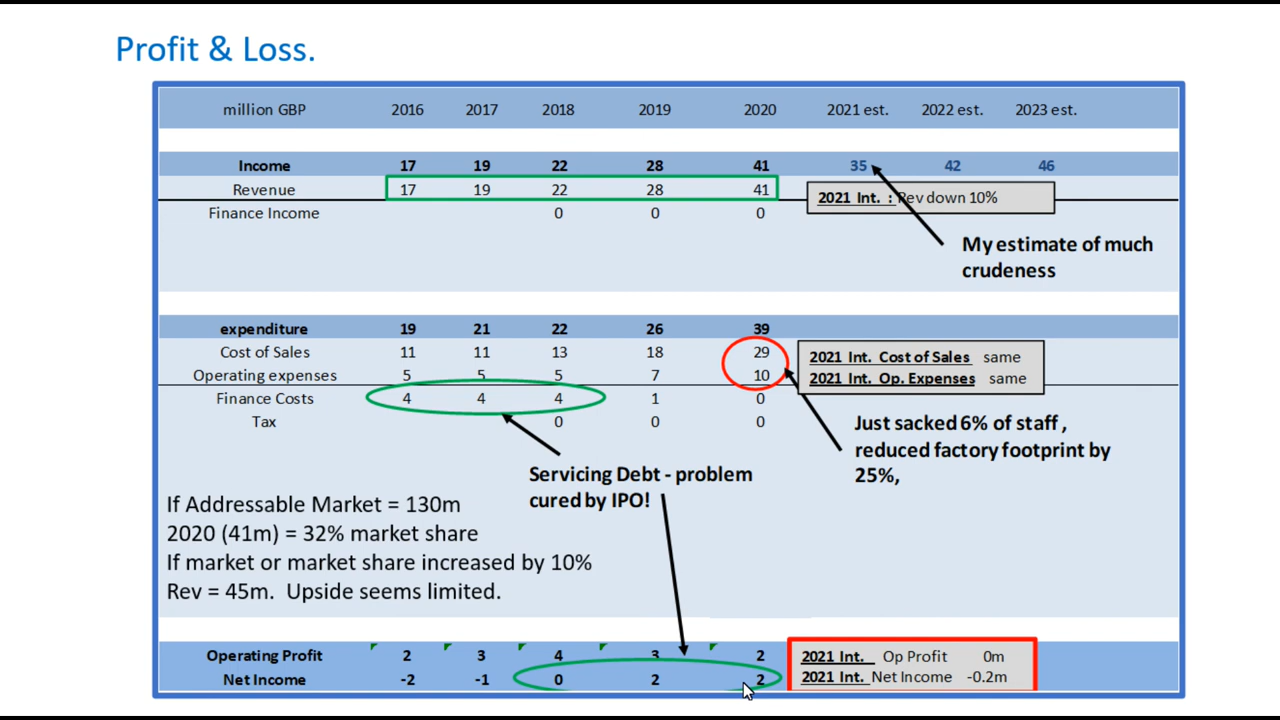 Profit & Loss.
million GBP 2016 2017 2018 2019 2020 2021 est. 2022 est. 2023 est.
Income 17 19 22 28 41 35 42 46
Revenue 17 19 22 28 41
2021 Int. : Rev down 10%
Finance Income 0 0 0
My estimate of much
crudeness
expenditure 19 21 22 26 39
Cost of Sales 11 11 13 18 29
2021 Int. Cost of Sales same
Operating expenses 5 5 5 7 10
2021 Int. Op. Expenses same
Finance Costs 4 4 4 1 0
Tax 0 0 0
Just sacked 6% of staff ,
reduced factory footprint by
25%,
Servicing Debt - problem
cured by IPO!
If Addressable Market = 130m
2020 (41m) = 32% market share
If market or market share increased by 10%
Rev = 45m. Upside seems limited.
Operating Profit 2 3 4 3 2
2021 Int. Op Profit 0m
Net Income -2 -1 0 2 2
2021 Int. Net Income -0.2m